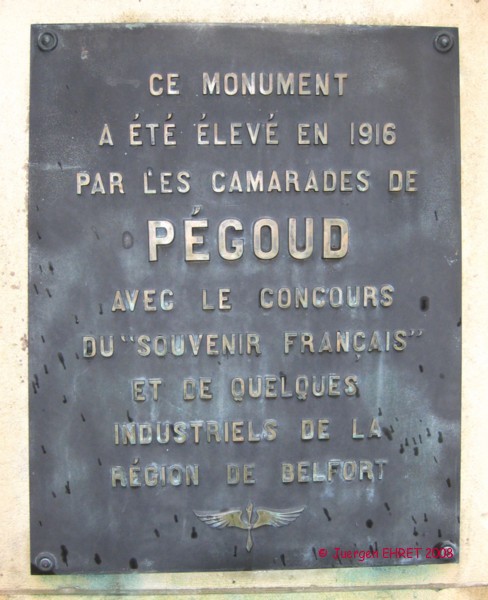 CE MONUMENT
A ÉTÉ ÉLEVÉ EN 1916
PAR LES CAMARADES DE
PÉGOUD
AVEC LE CONCOURS
DU "SOUVENIR FRANÇAIS"
ET DE QUELQUES
INDUSTRIELS DE LA
RÉGION DE BELFORT
© Juergen EHRET 2008